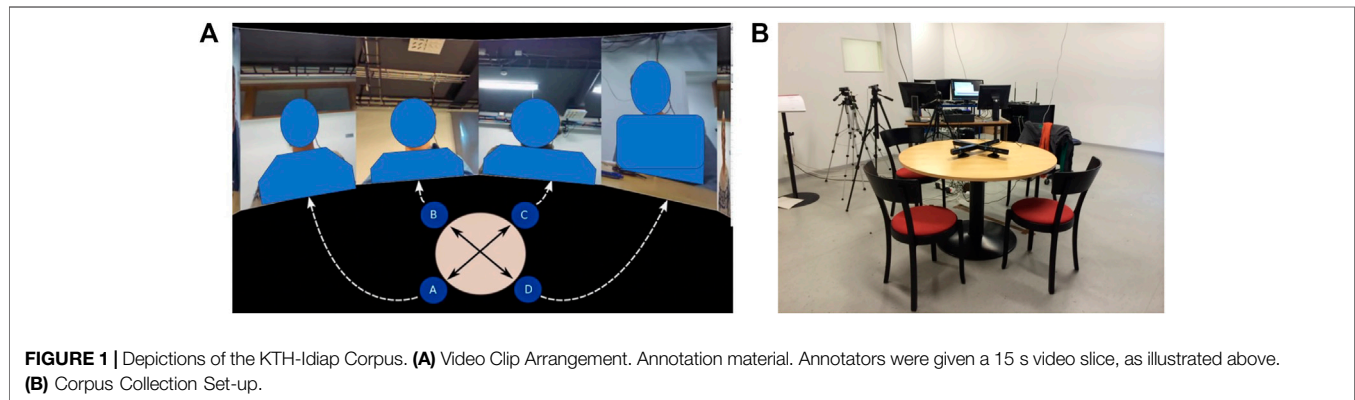 A
B
B
C
A
D
FIGURE 1 | Depictions of the KTH-Idiap Corpus. (A) Video Clip Arrangement. Annotation material. Annotators were given a 15 s video slice, as illustrated above.
(B) Corpus Collection Set-up.